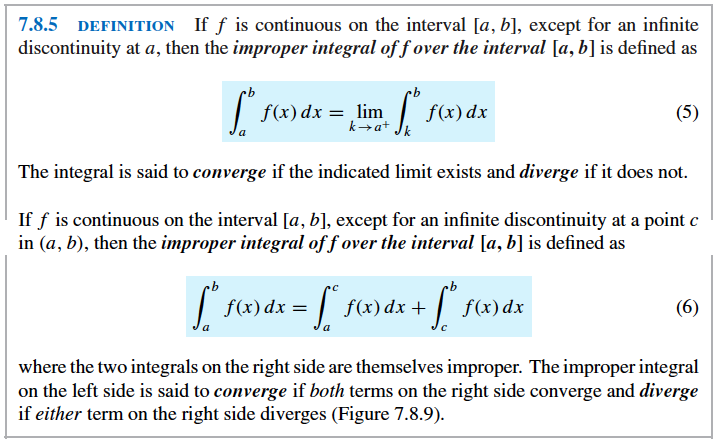 7.8.5 DEFINITION If f is continuous on the interval [a, b], except for an infinite
discontinuity at a, then the improper integral of f over the interval [a, b] is defined as
∫_a^b f(x) dx = lim_{k→a⁺} ∫_k^b f(x) dx (5)
The integral is said to converge if the indicated limit exists and diverge if it does not.
If f is continuous on the interval [a, b], except for an infinite discontinuity at a point c
in (a, b), then the improper integral of f over the interval [a, b] is defined as
∫_a^b f(x) dx = ∫_a^c f(x) dx + ∫_c^b f(x) dx (6)
where the two integrals on the right side are themselves improper. The improper integral
on the left side is said to converge if both terms on the right side converge and diverge
if either term on the right side diverges (Figure 7.8.9).